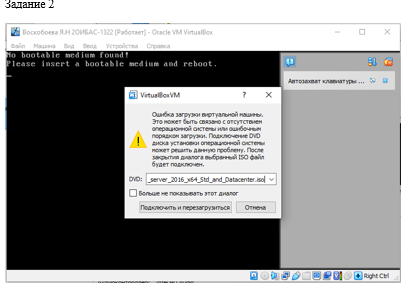 Задание 2
Воскобоева Я.Н 2ОИБАС-1322 [Работает] - Oracle VM VirtualBox
Файл Машина Вид Ввод Устройства Справка
No bootable medium found!
Please insert a bootable medium and reboot.
Автозахват клавиатуры ...
VirtualBoxVM
Ошибка загрузки виртуальной машины.
Это может быть связано с отсутствием
операционной системы или ошибочным
порядком загрузки. Подключение DVD
диска установки операционной системы
может решить данную проблему. После
закрытия диалога выбранный ISO файл
будет подключен.
DVD: _server_2016_x64_Std_and_Datacenter.iso
Больше не показывать этот диалог
Подключить и перезагрузиться Отмена
Right Ctrl